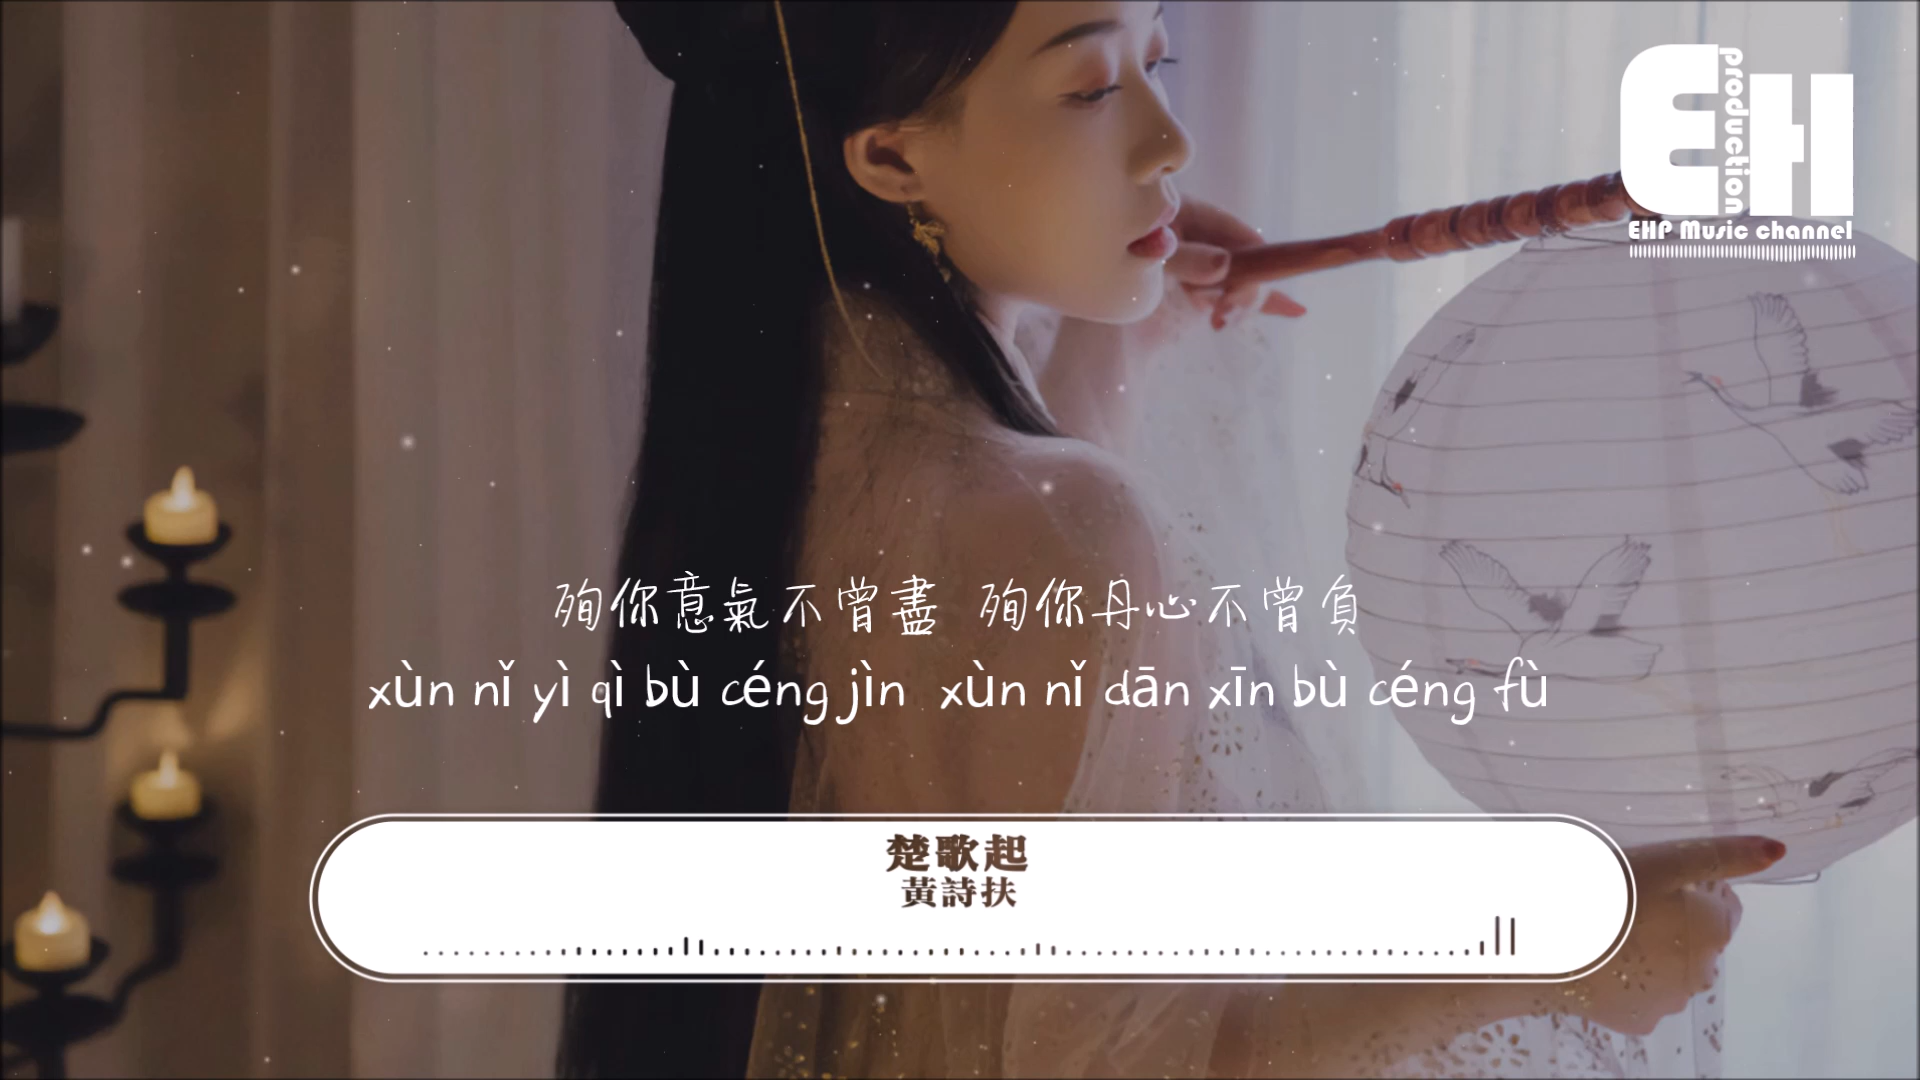 EH
production
EHP Music channel
殉你意氣不曾盡 殉你丹心不曾負
xùn nǐ yì qì bù céng jìn xùn nǐ dān xīn bù céng fù
楚歌起
黃詩扶